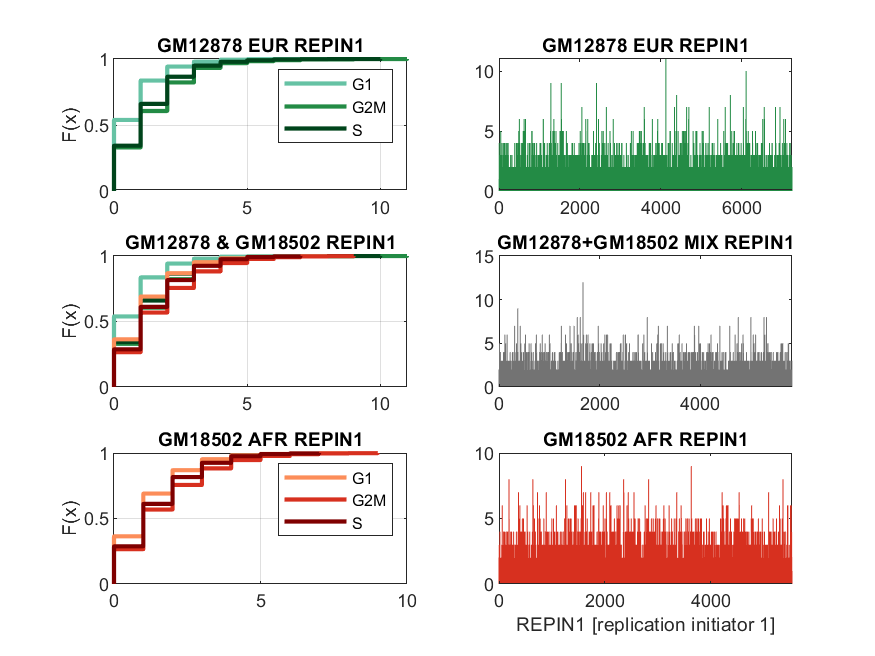 GM12878 EUR REPIN1
F(x)
1
0.5
0
0
5
10
G1
G2M
S
GM12878 EUR REPIN1
10
5
0
0
2000
4000
6000
GM12878 & GM18502 REPIN1
F(x)
1
0.5
0
0
5
10
GM12878+GM18502 MIX REPIN1
15
10
5
0
0
2000
4000
GM18502 AFR REPIN1
F(x)
1
0.5
0
0
5
10
G1
G2M
S
GM18502 AFR REPIN1
10
5
0
0
2000
4000
REPIN1 [replication initiator 1]